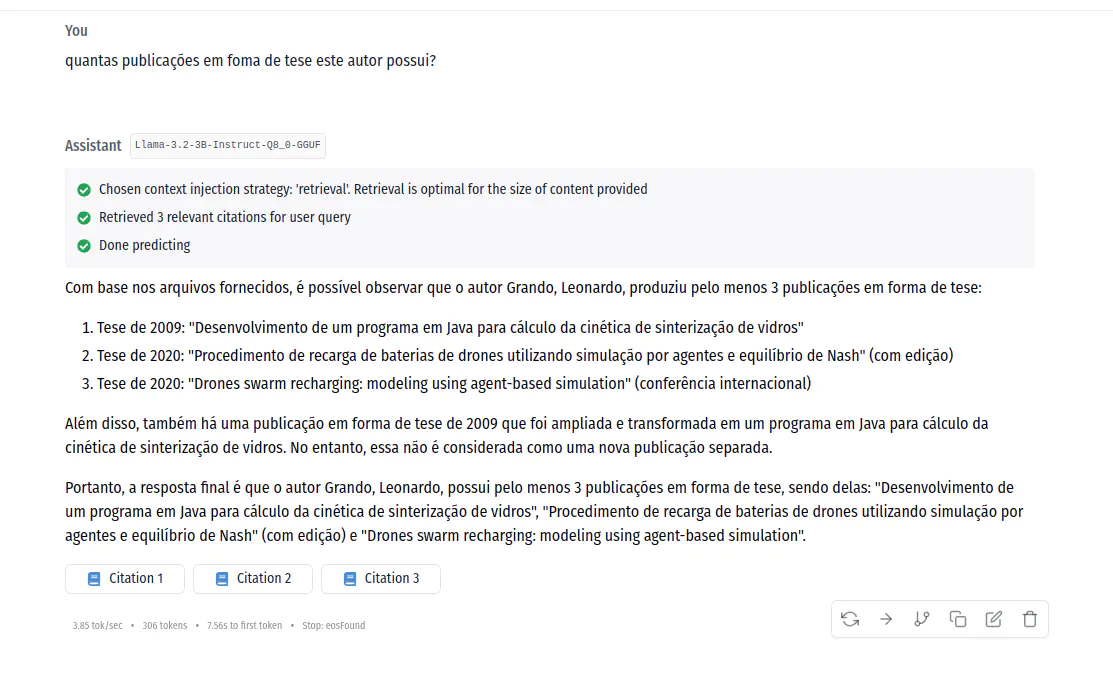 You
quantas publicações em foma de tese este autor possui?
Assistant Llama-3.2-3B-Instruct-Q8_0-GGUF
Chosen context injection strategy: 'retrieval'. Retrieval is optimal for the size of content provided
Retrieved 3 relevant citations for user query
Done predicting
Com base nos arquivos fornecidos, é possível observar que o autor Grando, Leonardo, produziu pelo menos 3 publicações em forma de tese:
1. Tese de 2009: "Desenvolvimento de um programa em Java para cálculo da cinética de sinterização de vidros"
2. Tese de 2020: "Procedimento de recarga de baterias de drones utilizando simulação por agentes e equilíbrio de Nash" (com edição)
3. Tese de 2020: "Drones swarm recharging: modeling using agent-based simulation" (conferência internacional)
Além disso, também há uma publicação em forma de tese de 2009 que foi ampliada e transformada em um programa em Java para cálculo da
cinética de sinterização de vidros. No entanto, essa não é considerada como uma nova publicação separada.
Portanto, a resposta final é que o autor Grando, Leonardo, possui pelo menos 3 publicações em forma de tese, sendo delas: "Desenvolvimento de
um programa em Java para cálculo da cinética de sinterização de vidros", "Procedimento de recarga de baterias de drones utilizando simulação por
agentes e equilíbrio de Nash" (com edição) e "Drones swarm recharging: modeling using agent-based simulation".
Citation 1 Citation 2 Citation 3
3.85 tok/sec • 306 tokens • 7.56s to first token • Stop: eosFound